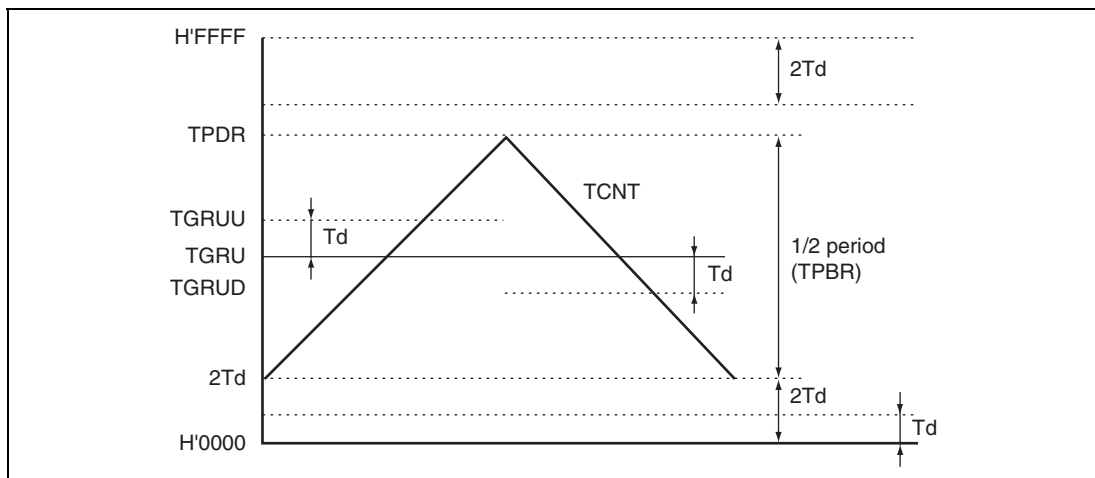 H'FFFF
2Td
TPDR
TCNT
TGRUU
Td
TGRU
1/2 period
(TPBR)
Td
TGRUD
2Td
2Td
Td
H'0000